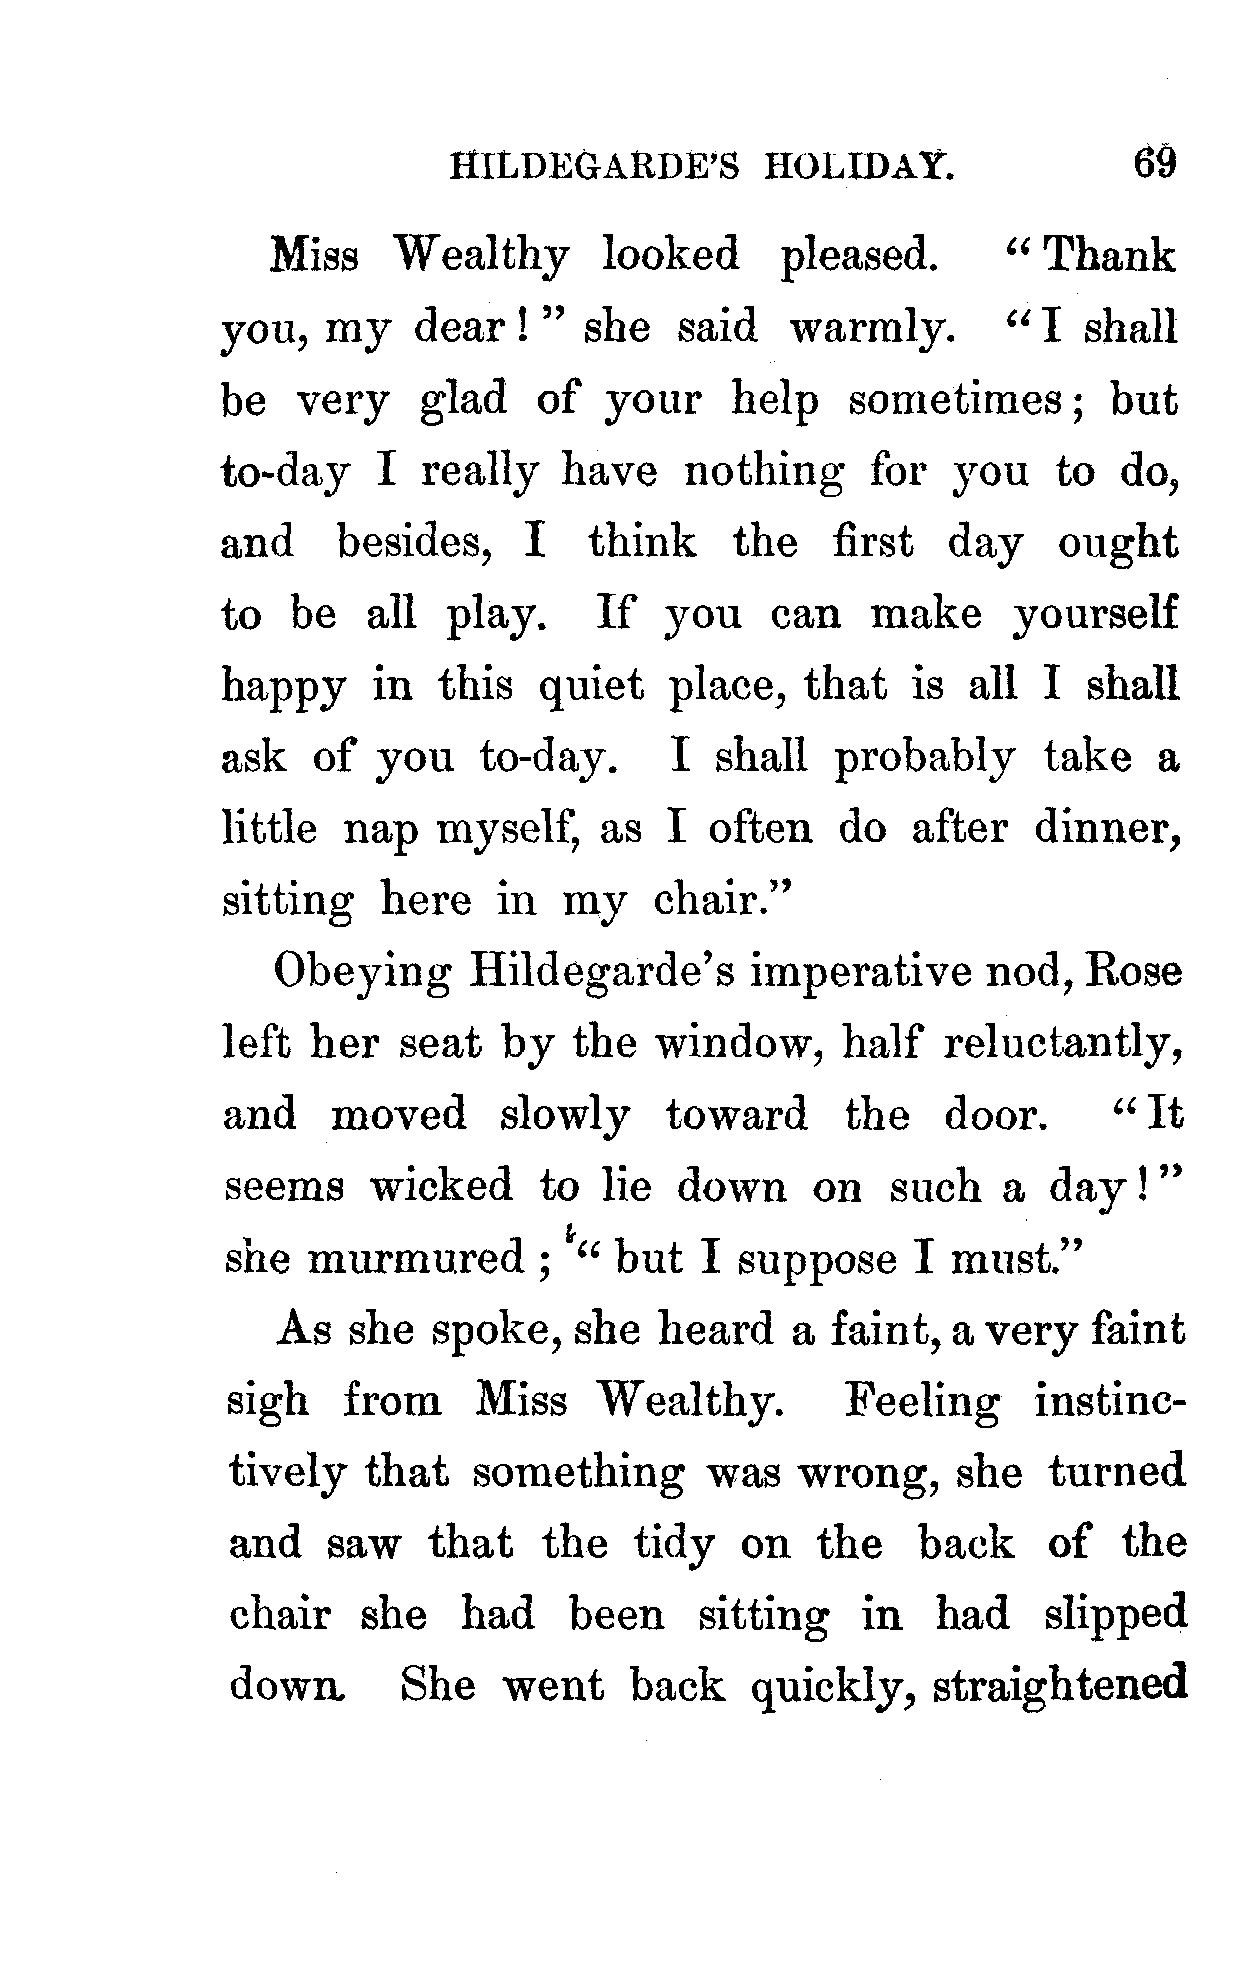 HILDEGARDE'S HOLIDAY. 69
Miss Wealthy looked pleased. “Thank
you, my dear!” she said warmly. “I shall
be very glad of your help sometimes; but
to-day I really have nothing for you to do,
and besides, I think the first day ought
to be all play. If you can make yourself
happy in this quiet place, that is all I shall
ask of you to-day. I shall probably take a
little nap myself, as I often do after dinner,
sitting here in my chair.”
Obeying Hildegarde's imperative nod, Rose
left her seat by the window, half reluctantly,
and moved slowly toward the door. “It
seems wicked to lie down on such a day!”
she murmured; “but I suppose I must.”
As she spoke, she heard a faint, a very faint
sigh from Miss Wealthy. Feeling instinc-
tively that something was wrong, she turned
and saw that the tidy on the back of the
chair she had been sitting in had slipped
down. She went back quickly, straightened